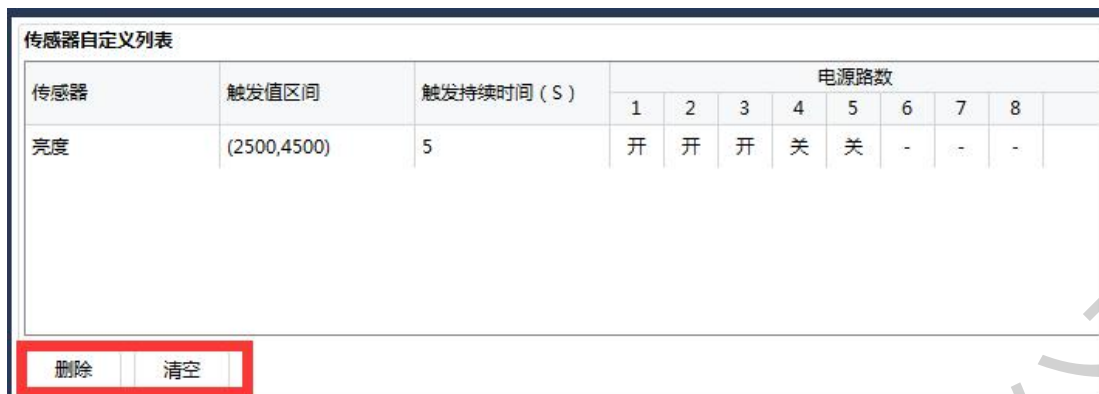 传感器自定义列表
传感器 触发值区间 触发持续时间（S） 电源路数
1 2 3 4 5 6 7 8
亮度 (2500,4500) 5 开 开 开 关 关 - - -
删除 清空